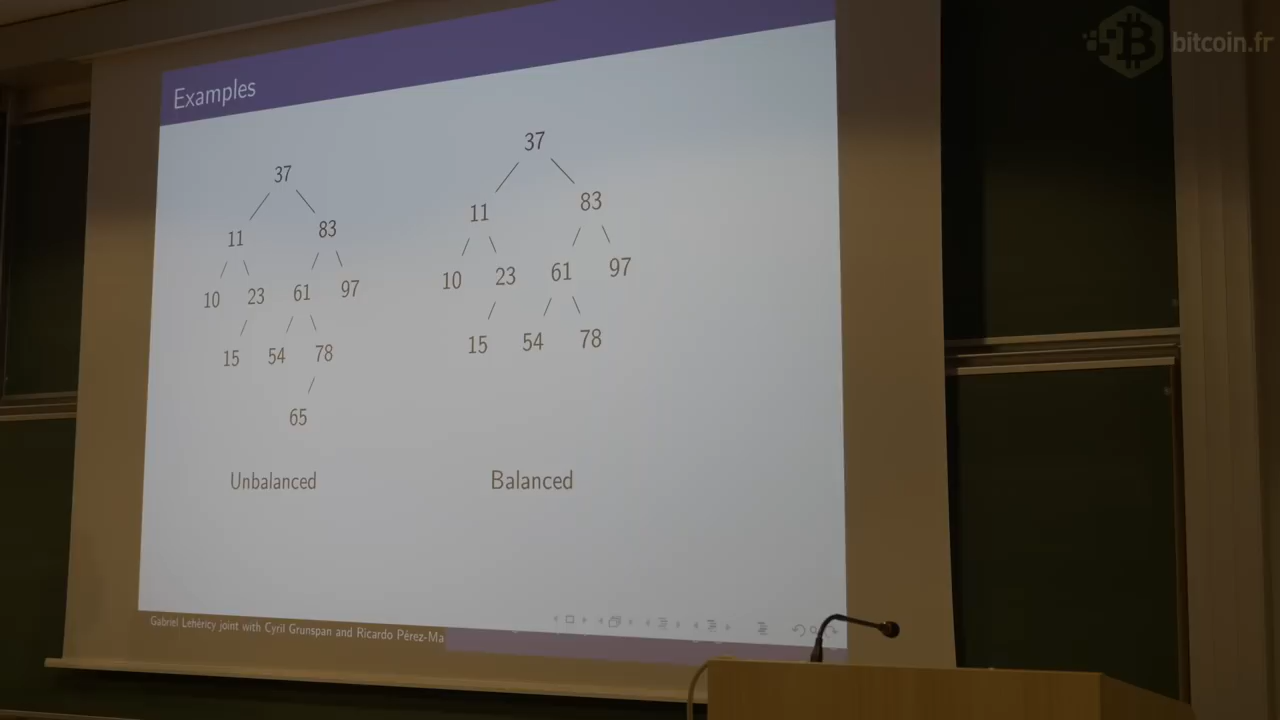 bitcoin.fr
Examples
37
11 83
10 23 61 97
15 54 78
65
Unbalanced
37
11 83
10 23 61 97
15 54 78
Balanced
Gabriel Lehéricy joint with Cyril Grunspan and Ricardo Pérez-Ma